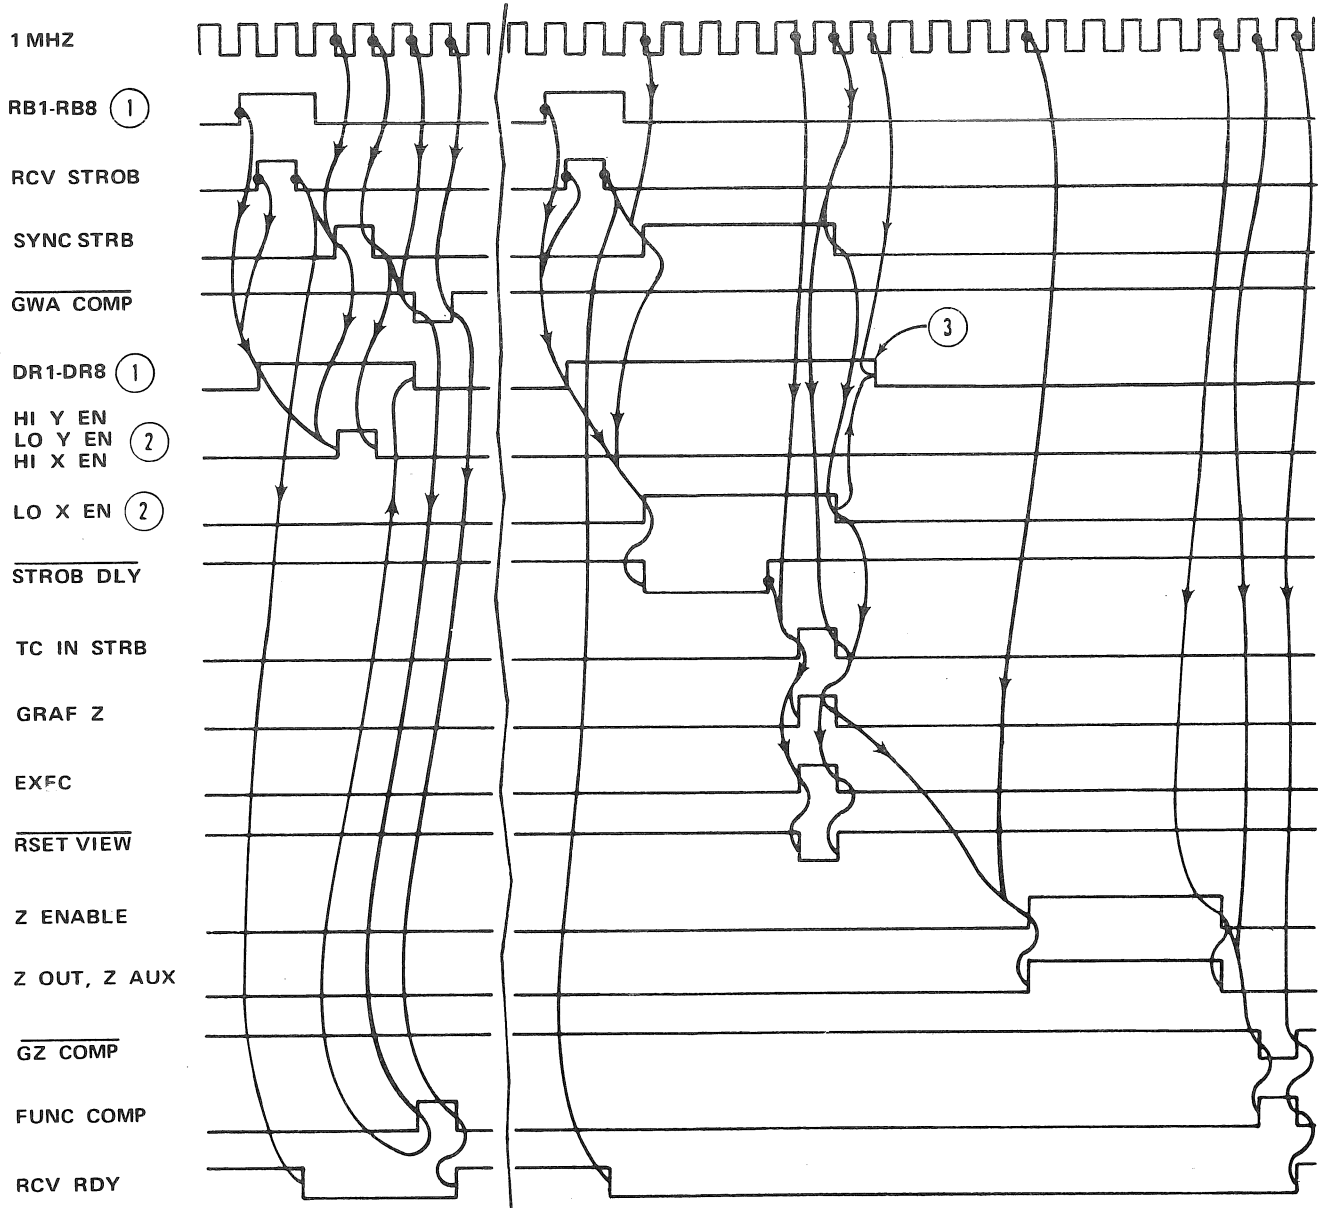 1 MHZ
RB1-RB8 1
RCV STROB
SYNC STRB
GWA COMP
3
DR1-DR8 1
HI Y EN
LO Y EN 2
HI X EN
LO X EN 2
STROB DLY
TC IN STRB
GRAF Z
EXFC
RSET VIEW
Z ENABLE
Z OUT, Z AUX
GZ COMP
FUNC COMP
RCV RDY